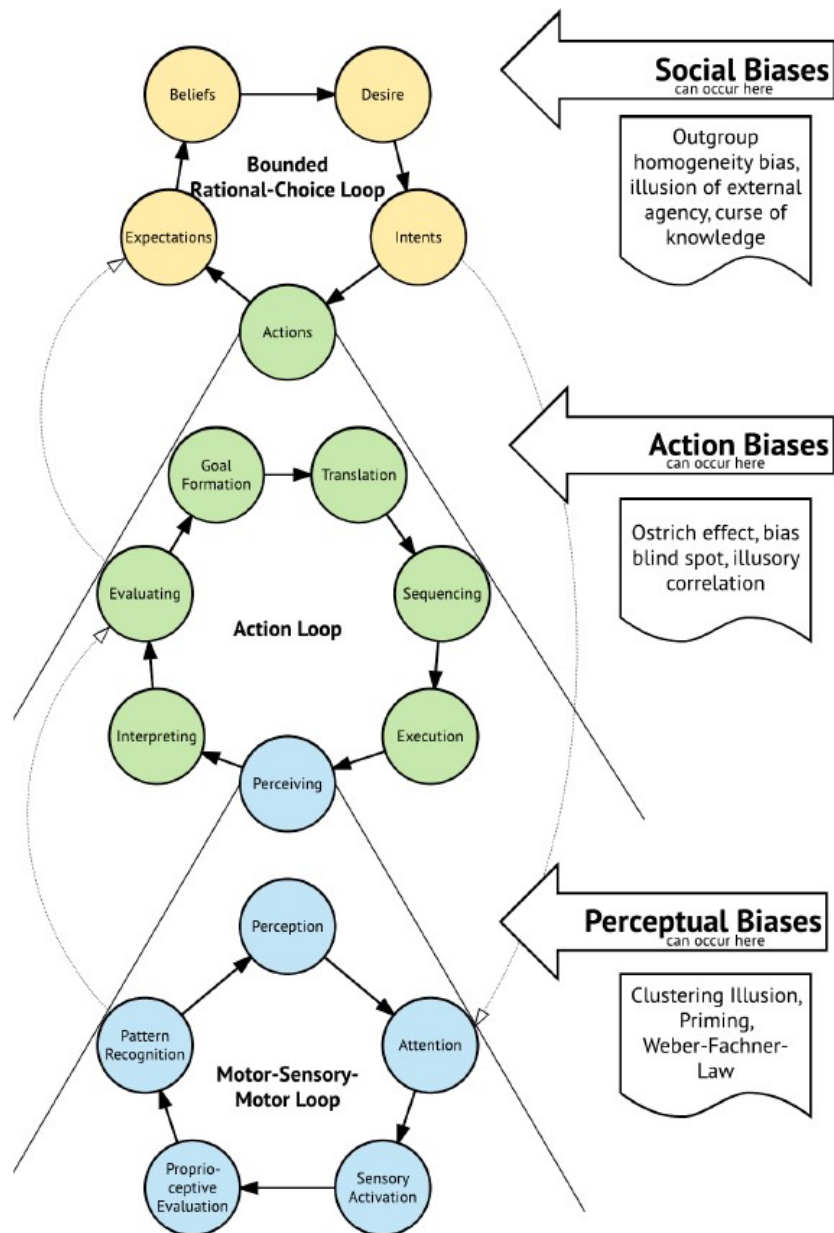 Social Biases
can occur here
Beliefs
Desire
Outgroup
homogeneity bias,
illusion of external
agency, curse of
knowledge
Bounded
Rational-Choice Loop
Expectations
Intents
Actions
Action Biases
can occur here
Goal
Formation
Translation
Ostrich effect, bias
blind spot, illusory
correlation
Evaluating
Sequencing
Action Loop
Interpreting
Execution
Perceiving
Perceptual Biases
can occur here
Perception
Clustering Illusion,
Priming,
Weber-Fachner-
Law
Pattern
Recognition
Attention
Motor-Sensory-
Motor Loop
Proprio-
ceptive
Evaluation
Sensory
Activation